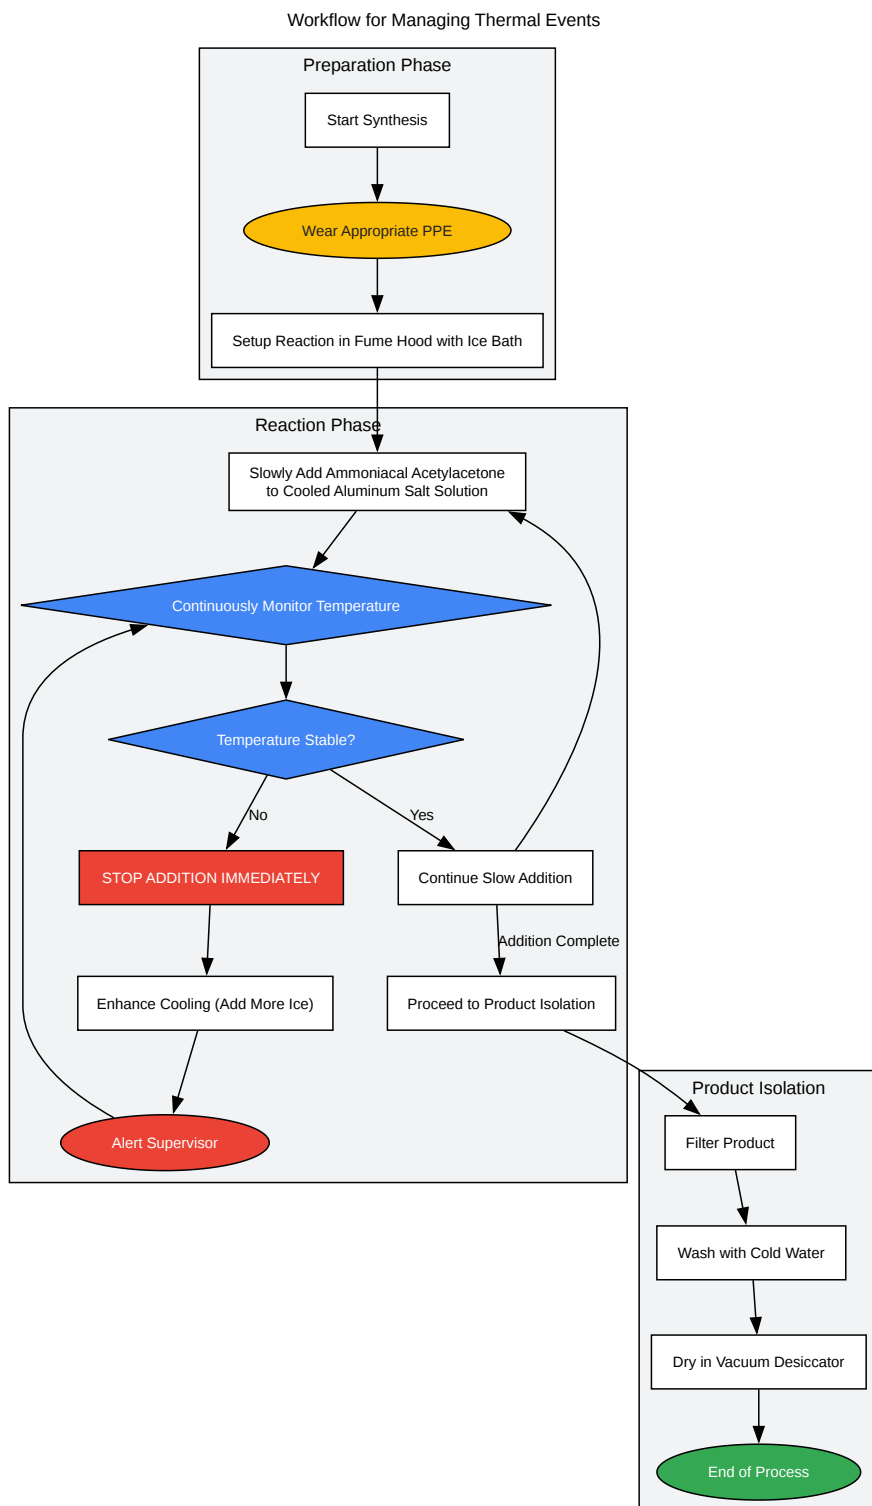 Workflow for Managing Thermal Events
Preparation Phase
Start Synthesis
Wear Appropriate PPE
Setup Reaction in Fume Hood with Ice Bath
Reaction Phase
Slowly Add Ammoniacal Acetylacetone
to Cooled Aluminum Salt Solution
Continuously Monitor Temperature
Temperature Stable?
No
Yes
STOP ADDITION IMMEDIATELY
Continue Slow Addition
Addition Complete
Enhance Cooling (Add More Ice)
Proceed to Product Isolation
Alert Supervisor
Product Isolation
Filter Product
Wash with Cold Water
Dry in Vacuum Desiccator
End of Process